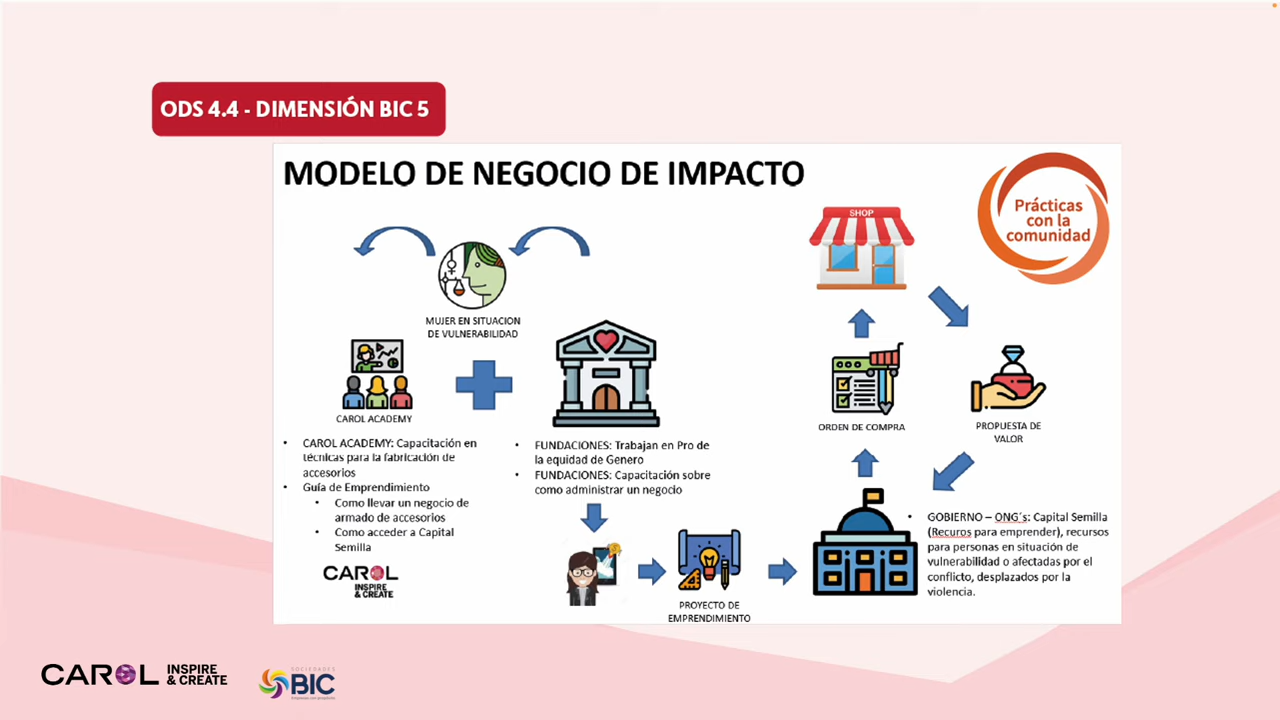 ODS 4.4 - DIMENSIÓN BIC 5
MODELO DE NEGOCIO DE IMPACTO
Prácticas
con la
comunidad
SHOP
MUJER EN SITUACION
DE VULNERABILIDAD
CAROL ACADEMY
ORDEN DE COMPRA
PROPUESTA DE
VALOR
• CAROL ACADEMY: Capacitación en
técnicas para la fabricación de
accesorios
• Guía de Emprendimiento
• Como llevar un negocio de
armado de accesorios
• Como acceder a Capital
Semilla
• FUNDACIONES: Trabajan en Pro de
la equidad de Genero
• FUNDACIONES: Capacitación sobre
como administrar un negocio
• GOBIERNO – ONG´s: Capital Semilla
(Recuros para emprender), recursos
para personas en situación de
vulnerabilidad o afectadas por el
conflicto, desplazados por la
violencia.
CAROL
INSPIRE
& CREATE
PROYECTO DE
EMPRENDIMIENTO
CAROL INSPIRE
& CREATE
SOCIEDADES
BIC